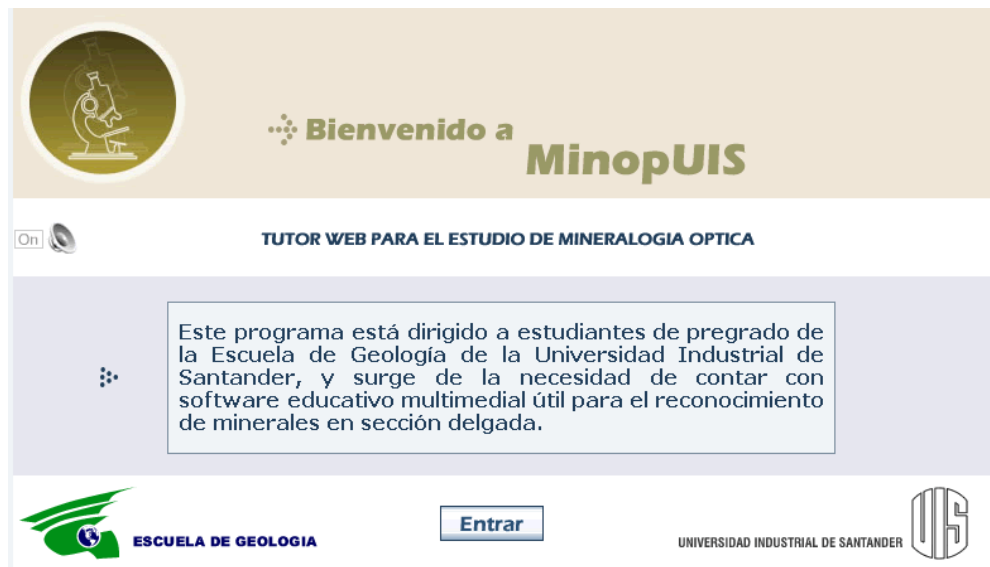 Bienvenido a
MinopUIS
On
TUTOR WEB PARA EL ESTUDIO DE MINERALOGIA OPTICA
Este programa está dirigido a estudiantes de pregrado de
la Escuela de Geología de la Universidad Industrial de
Santander, y surge de la necesidad de contar con
software educativo multimedial útil para el reconocimiento
de minerales en sección delgada.
ESCUELA DE GEOLOGIA
Entrar
UNIVERSIDAD INDUSTRIAL DE SANTANDER
UIS